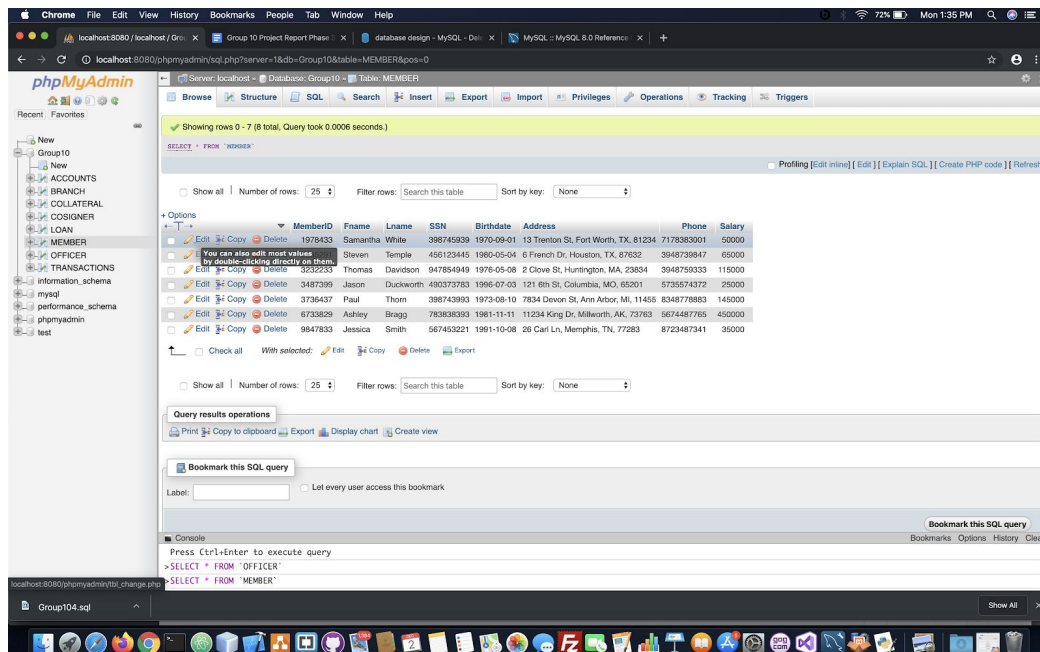 Chrome File Edit View History Bookmarks People Tab Window Help 72% Mon 1:35 PM
localhost:8080 / localhost / Gro Group 10 Project Report Phase database design - MySQL - Del MySQL :: MySQL 8.0 Reference
localhost:8080/phpmyadmin/sql.php?server=1&db=Group10&table=MEMBER&pos=0
phpMyAdmin
Recent Favorites
New
Group10
New
ACCOUNTS
BRANCH
COLLATERAL
COSIGNER
LOAN
MEMBER
OFFICER
TRANSACTIONS
information_schema
mysql
performance_schema
phpmyadmin
test
Server: localhost » Database: Group10 » Table: MEMBER
Browse Structure SQL Search Insert Export Import Privileges Operations Tracking Triggers
Showing rows 0 - 7 (8 total, Query took 0.0006 seconds.)
SELECT * FROM `MEMBER`
Profiling [Edit inline] [ Edit ] [ Explain SQL ] [ Create PHP code ] [ Refresh
Show all Number of rows: 25 Filter rows: Search this table Sort by key: None
+ Options
MemberID Fname Lname SSN Birthdate Address Phone Salary
Edit Copy Delete 1978433 Samantha White 398745939 1970-09-01 13 Trenton St, Fort Worth, TX, 81234 7178383001 50000
Steven Temple 456123445 1980-05-04 6 French Dr, Houston, TX, 87632 3948739847 65000
You can also edit most values
by double-clicking directly on them.
Edit Copy Delete 3232233 Thomas Davidson 947854949 1976-05-08 2 Clove St, Huntington, MA, 23834 3948759333 115000
Edit Copy Delete 3487399 Jason Duckworth 490373783 1996-07-03 121 6th St, Columbia, MO, 65201 5735574372 25000
Edit Copy Delete 3736437 Paul Thorn 398743993 1973-08-10 7834 Devon St, Ann Arbor, MI, 11455 8348778883 145000
Edit Copy Delete 6733829 Ashley Bragg 783838393 1981-11-11 11234 King Dr, Millworth, AK, 73763 5674487765 450000
Edit Copy Delete 9847833 Jessica Smith 567453221 1991-10-08 26 Carl Ln, Memphis, TN, 77283 8723487341 35000
Check all With selected: Edit Copy Delete Export
Show all Number of rows: 25 Filter rows: Search this table Sort by key: None
Query results operations
Print Copy to clipboard Export Display chart Create view
Bookmark this SQL query
Label: Let every user access this bookmark
Bookmark this SQL query
Console Bookmarks Options History Clea
Press Ctrl+Enter to execute query
>SELECT * FROM `OFFICER`
>SELECT * FROM `MEMBER`
localhost:8080/phpmyadmin/tbl_change.php
Group104.sql Show All